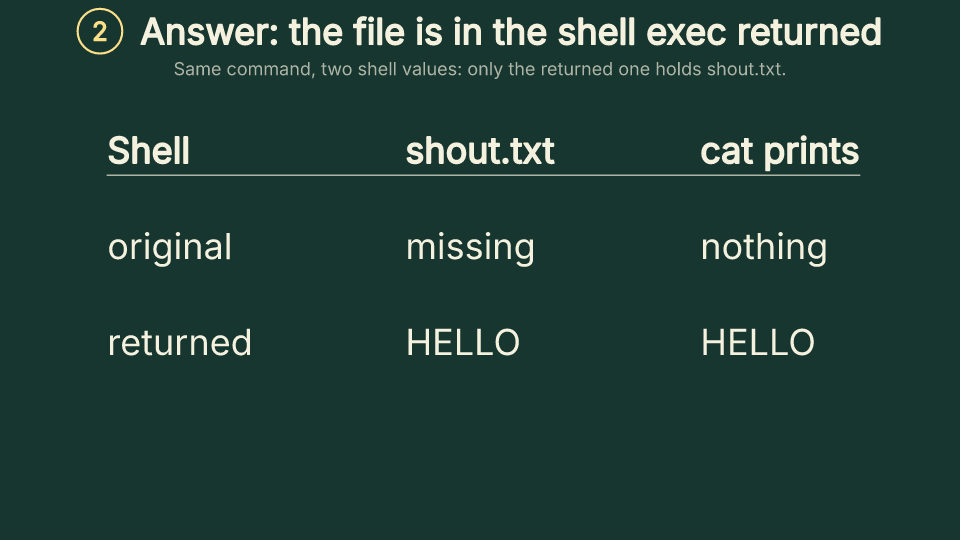 2 Answer: the file is in the shell exec returned
Same command, two shell values: only the returned one holds shout.txt.
Shell shout.txt cat prints
original missing nothing
returned HELLO HELLO